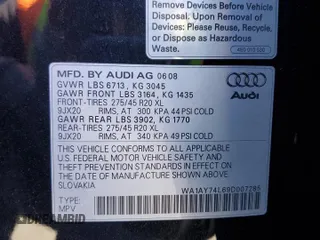 Remove Devices Before Vehicle
Disposal Upon Removal of
Devices Please Reuse, Recycle
or Dispose as Hazardous
Waste.
MFD. BY AUDI AG 06 08
GVWR LBS 6713, KG 3045
GAWR FRONT LBS 3164, KG 1435
FRONT-TIRES 275/45 R20 XL
9JX20 RIMS, AT 300 KPA 44 PSI COLD
GAWR REAR LBS 3902, KG 1770
REAR-TIRES 275/45 R20 XL
9JX20 RIMS, AT 340 KPA 49 PSI COLD
Audi
THIS VEHICLE CONFORMS TO ALL APPLICABLE
U.S. FEDERAL MOTOR VEHICLE
SAFETY AND THEFT PREVENTION STANDARDS IN
EFFECT ON THE DATE OF MANUFACTURE SHOWN ABOVE.
SLOVAKIA
TYPE:
MPV
AUTOBIDMASTER